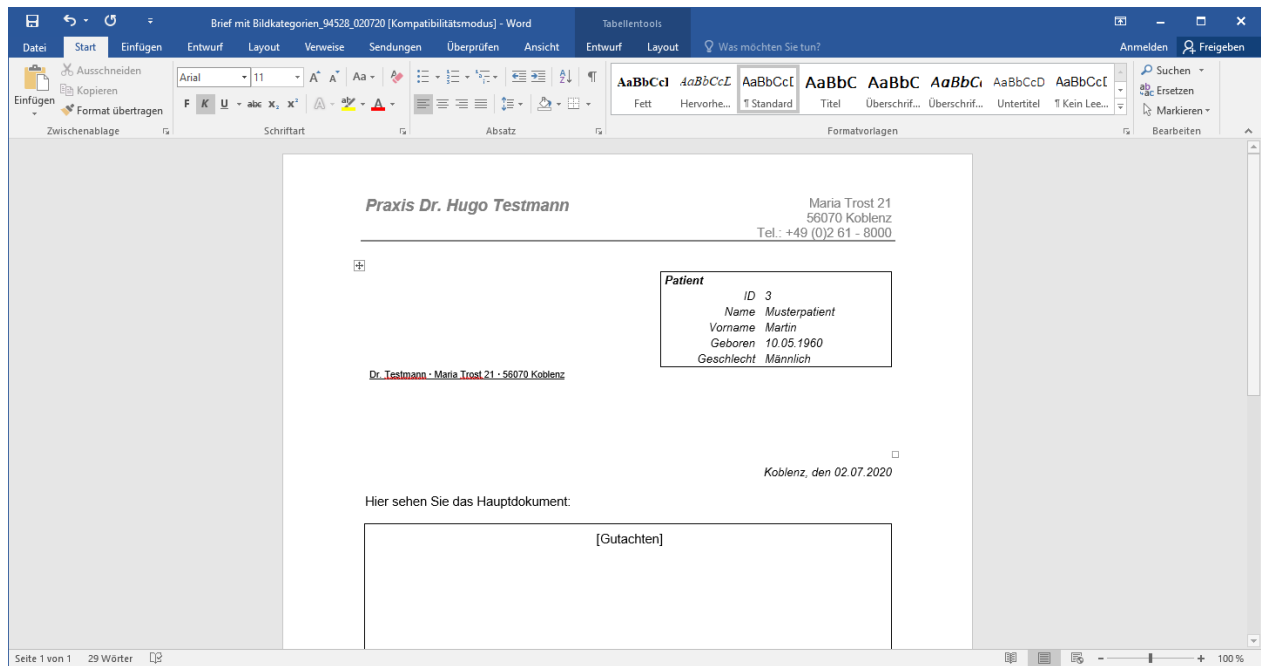 Brief mit Bildkategorien_94528_020720 [Kompatibilitätsmodus] - Word
Tabellentools
Datei Start Einfügen Entwurf Layout Verweise Sendungen Überprüfen Ansicht Entwurf Layout Was möchten Sie tun? Anmelden Freigeben
Einfügen
Ausschneiden
Kopieren
Format übertragen
Zwischenablage
Arial 11 A A Aa
F K U abc x₂ x² A aby A
Schriftart
Absatz
AaBbCcI AaBbCcL AaBbCcI AaBbC AaBbC AaBbCc AaBbCcD AaBbCcI
Fett Hervorhe... ¶ Standard Titel Überschrif... Überschrif... Untertitel ¶ Kein Lee...
Formatvorlagen
Suchen
Ersetzen
Markieren
Bearbeiten
Praxis Dr. Hugo Testmann
Maria Trost 21
56070 Koblenz
Tel.: +49 (0)2 61 - 8000
Patient
ID 3
Name Musterpatient
Vorname Martin
Geboren 10.05.1960
Geschlecht Männlich
Dr. Testmann · Maria Trost 21 · 56070 Koblenz
Koblenz, den 02.07.2020
Hier sehen Sie das Hauptdokument:
[Gutachten]
Seite 1 von 1 29 Wörter 100 %